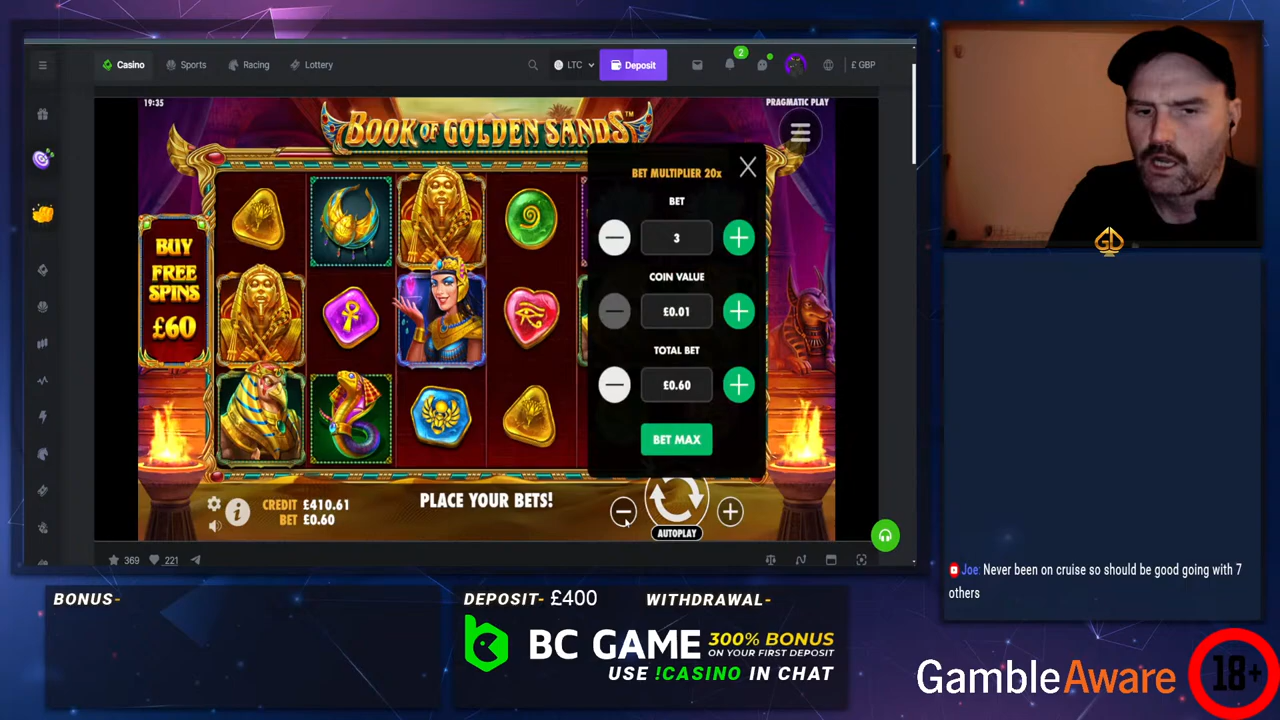 Casino
Sports
Racing
Lottery
LTC
Deposit
2
£ GBP
19:35
PRAGMATIC PLAY
BOOK OF GOLDEN SANDS™
BUY
FREE
SPINS
£60
BET MULTIPLIER 20x
BET
3
COIN VALUE
£0.01
TOTAL BET
£0.60
BET MAX
CREDIT £410.61
BET £0.60
PLACE YOUR BETS!
AUTOPLAY
369
221
GD
Joe: Never been on cruise so should be good going with 7
others
BONUS-
DEPOSIT- £400
WITHDRAWAL-
BC GAME
300% BONUS
ON YOUR FIRST DEPOSIT
USE !CASINO IN CHAT
GambleAware
18+